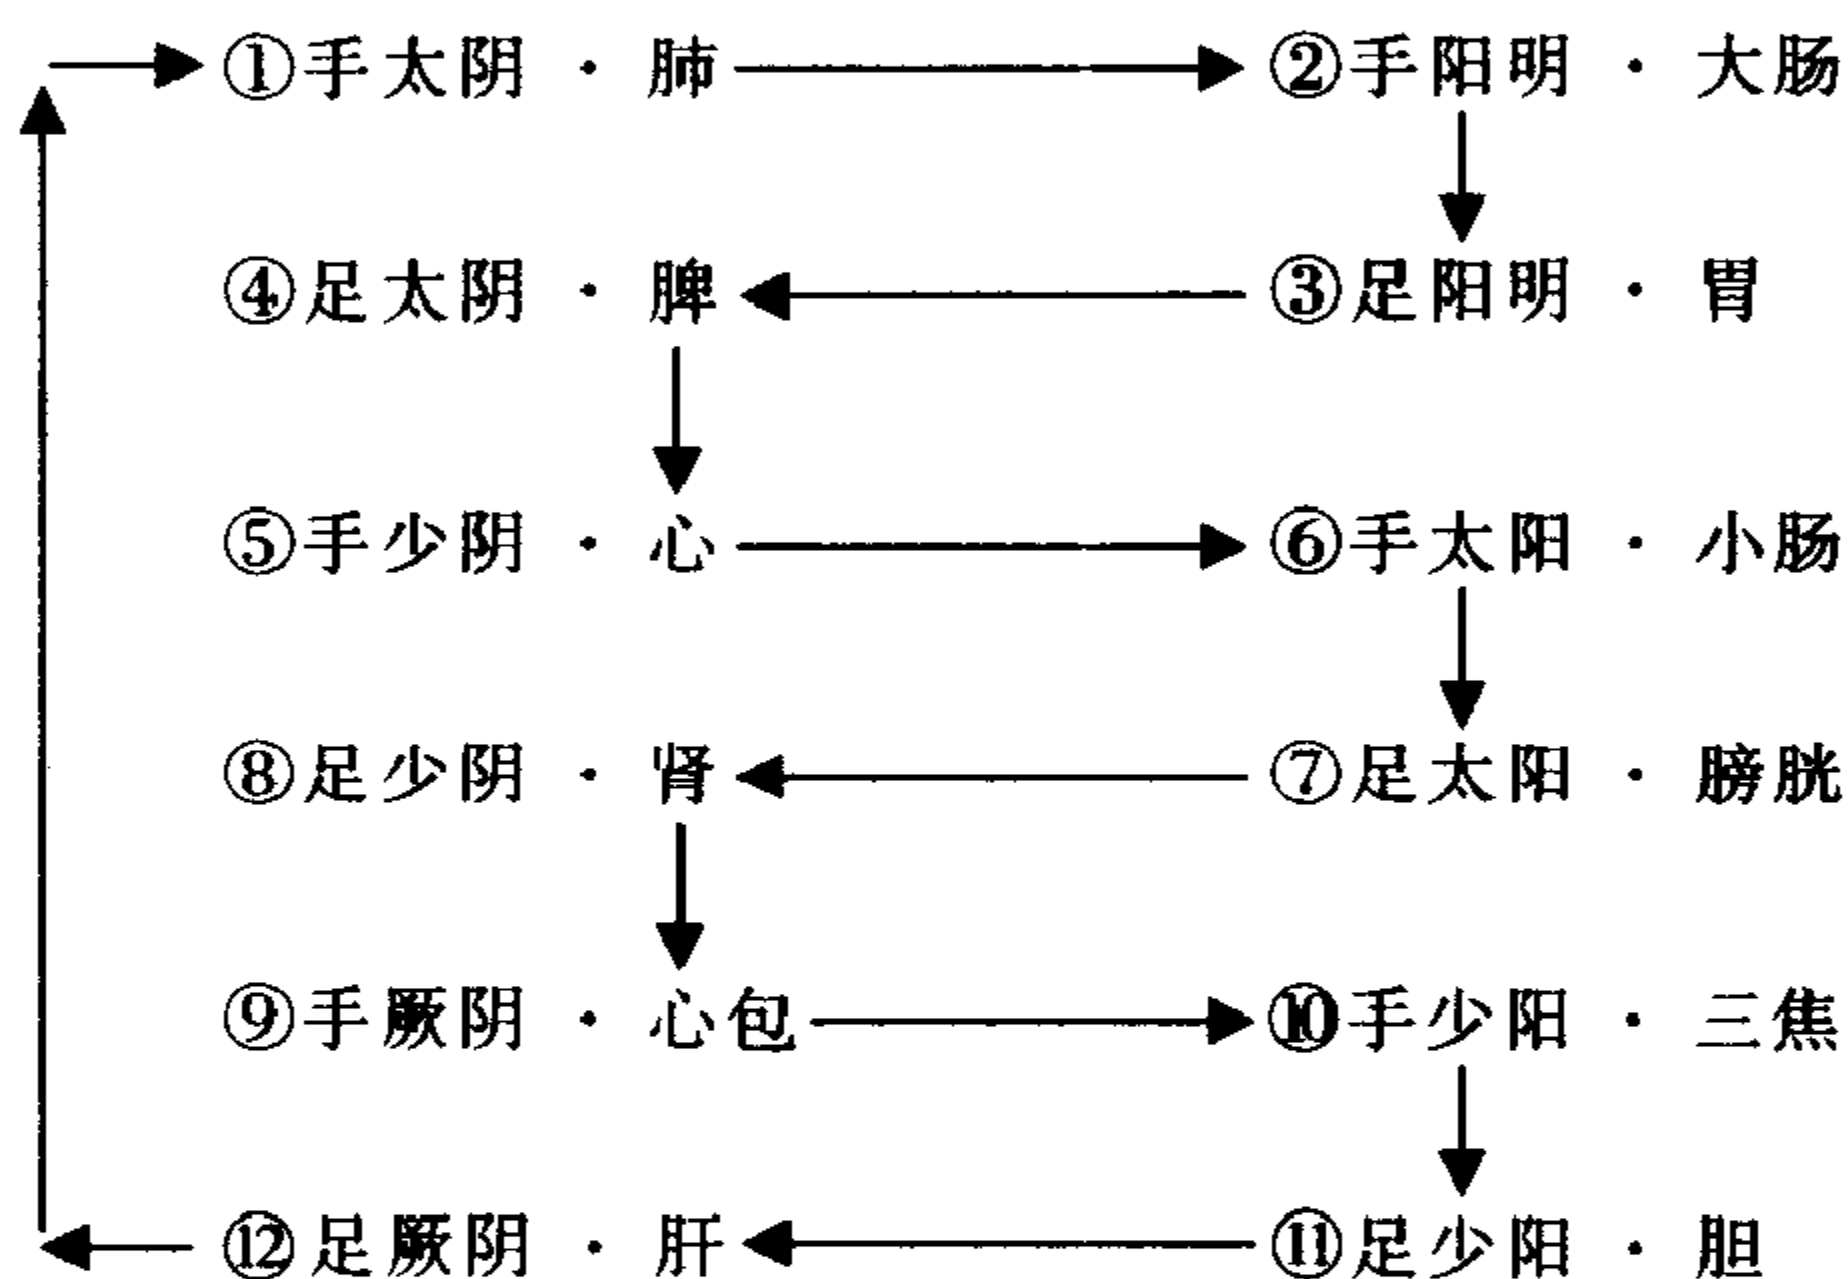 ①手太阴·肺 ②手阳明·大肠
④足太阴·脾 ③足阳明·胃
⑤手少阴·心 ⑥手太阳·小肠
⑧足少阴·肾 ⑦足太阳·膀胱
⑨手厥阴·心包 ⑩手少阳·三焦
⑫足厥阴·肝 ⑪足少阳·胆